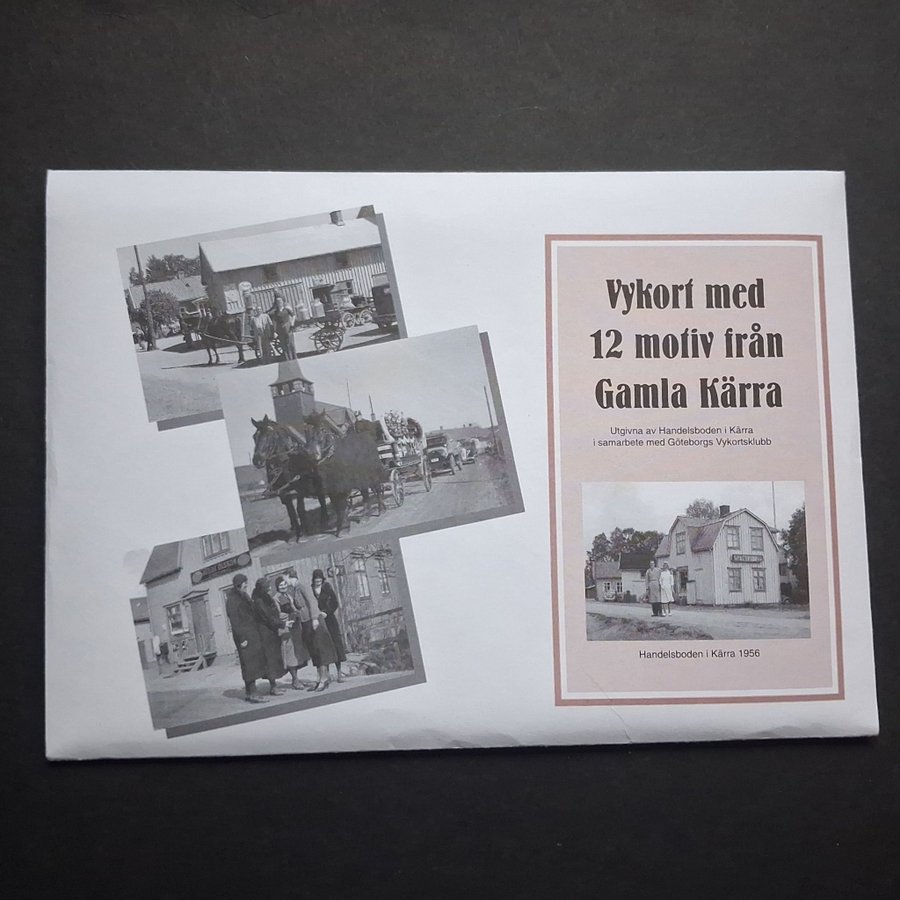 Vykort med
12 motiv från
Gamla Kärra
Utgivna av Handelsboden i Kärra
i samarbete med Göteborgs Vykortsklubb
Handelsboden i Kärra 1956